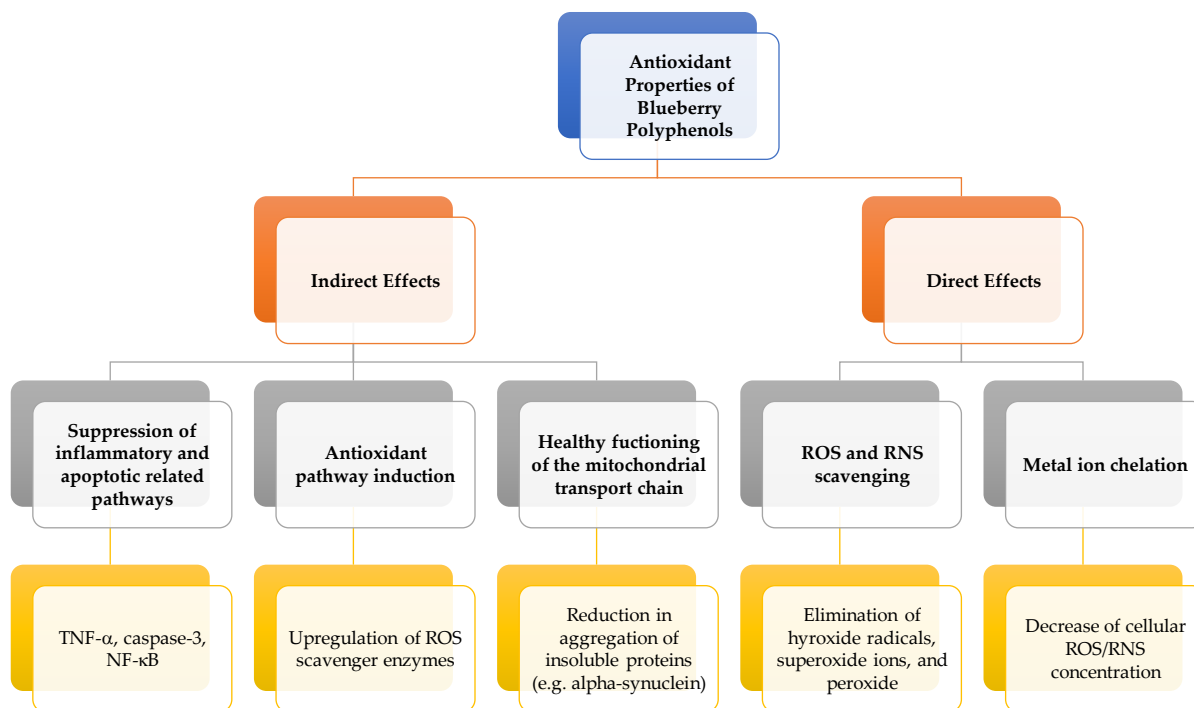 Antioxidant
Properties of
Blueberry
Polyphenols
Indirect Effects
Direct Effects
Suppression of
inflammatory and
apoptotic related
pathways
Antioxidant
pathway induction
Healthy fuctioning
of the mitochondrial
transport chain
ROS and RNS
scavenging
Metal ion chelation
TNF-α, caspase-3,
NF-κB
Upregulation of ROS
scavenger enzymes
Reduction in
aggregation of
insoluble proteins
(e.g. alpha-synuclein)
Elimination of
hyroxide radicals,
superoxide ions, and
peroxide
Decrease of cellular
ROS/RNS
concentration